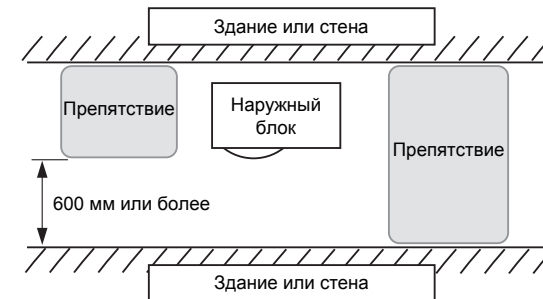 Здание или стена
Препятствие
Наружный
блок
Препятствие
600 мм или более
Здание или стена